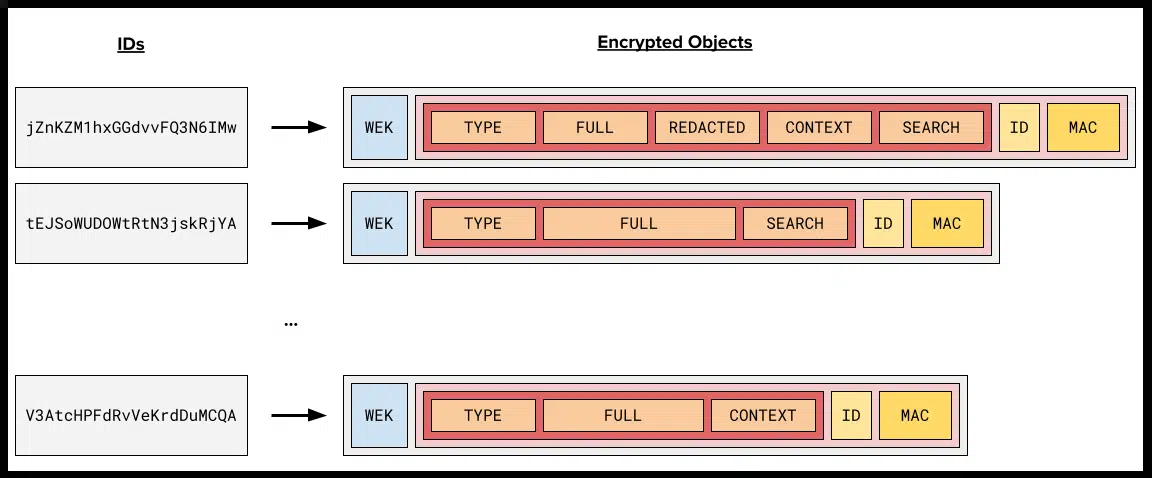 IDs Encrypted Objects
jZnKZM1hxGGdvvFQ3N6IMw WEK TYPE FULL REDACTED CONTEXT SEARCH ID MAC
tEJSoWUDOWtRtN3jskRjYA WEK TYPE FULL SEARCH ID MAC
...
V3AtcHPFdRvVeKrdDuMCQA WEK TYPE FULL CONTEXT ID MAC